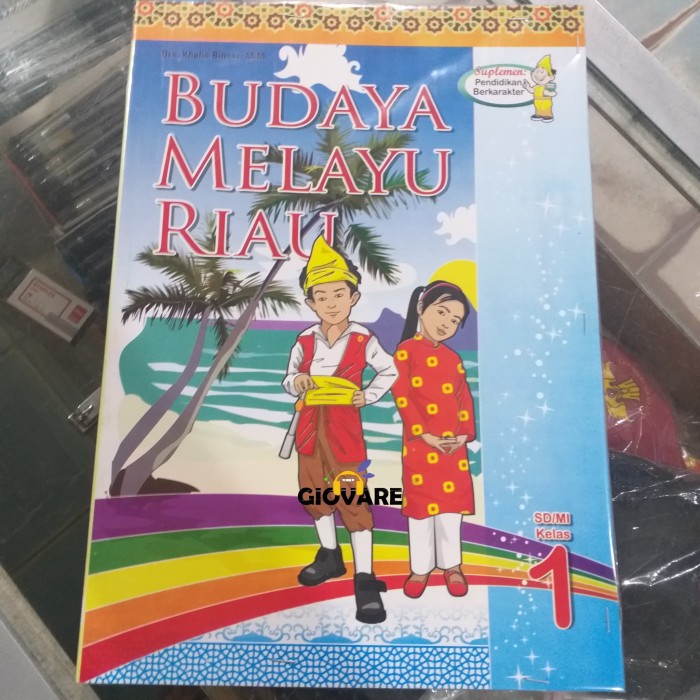 BUDAYA
MELAYU
RIAU
Suplemen:
Pendidikan
Berkarakter
GIOVARE
SD/MI
Kelas
1